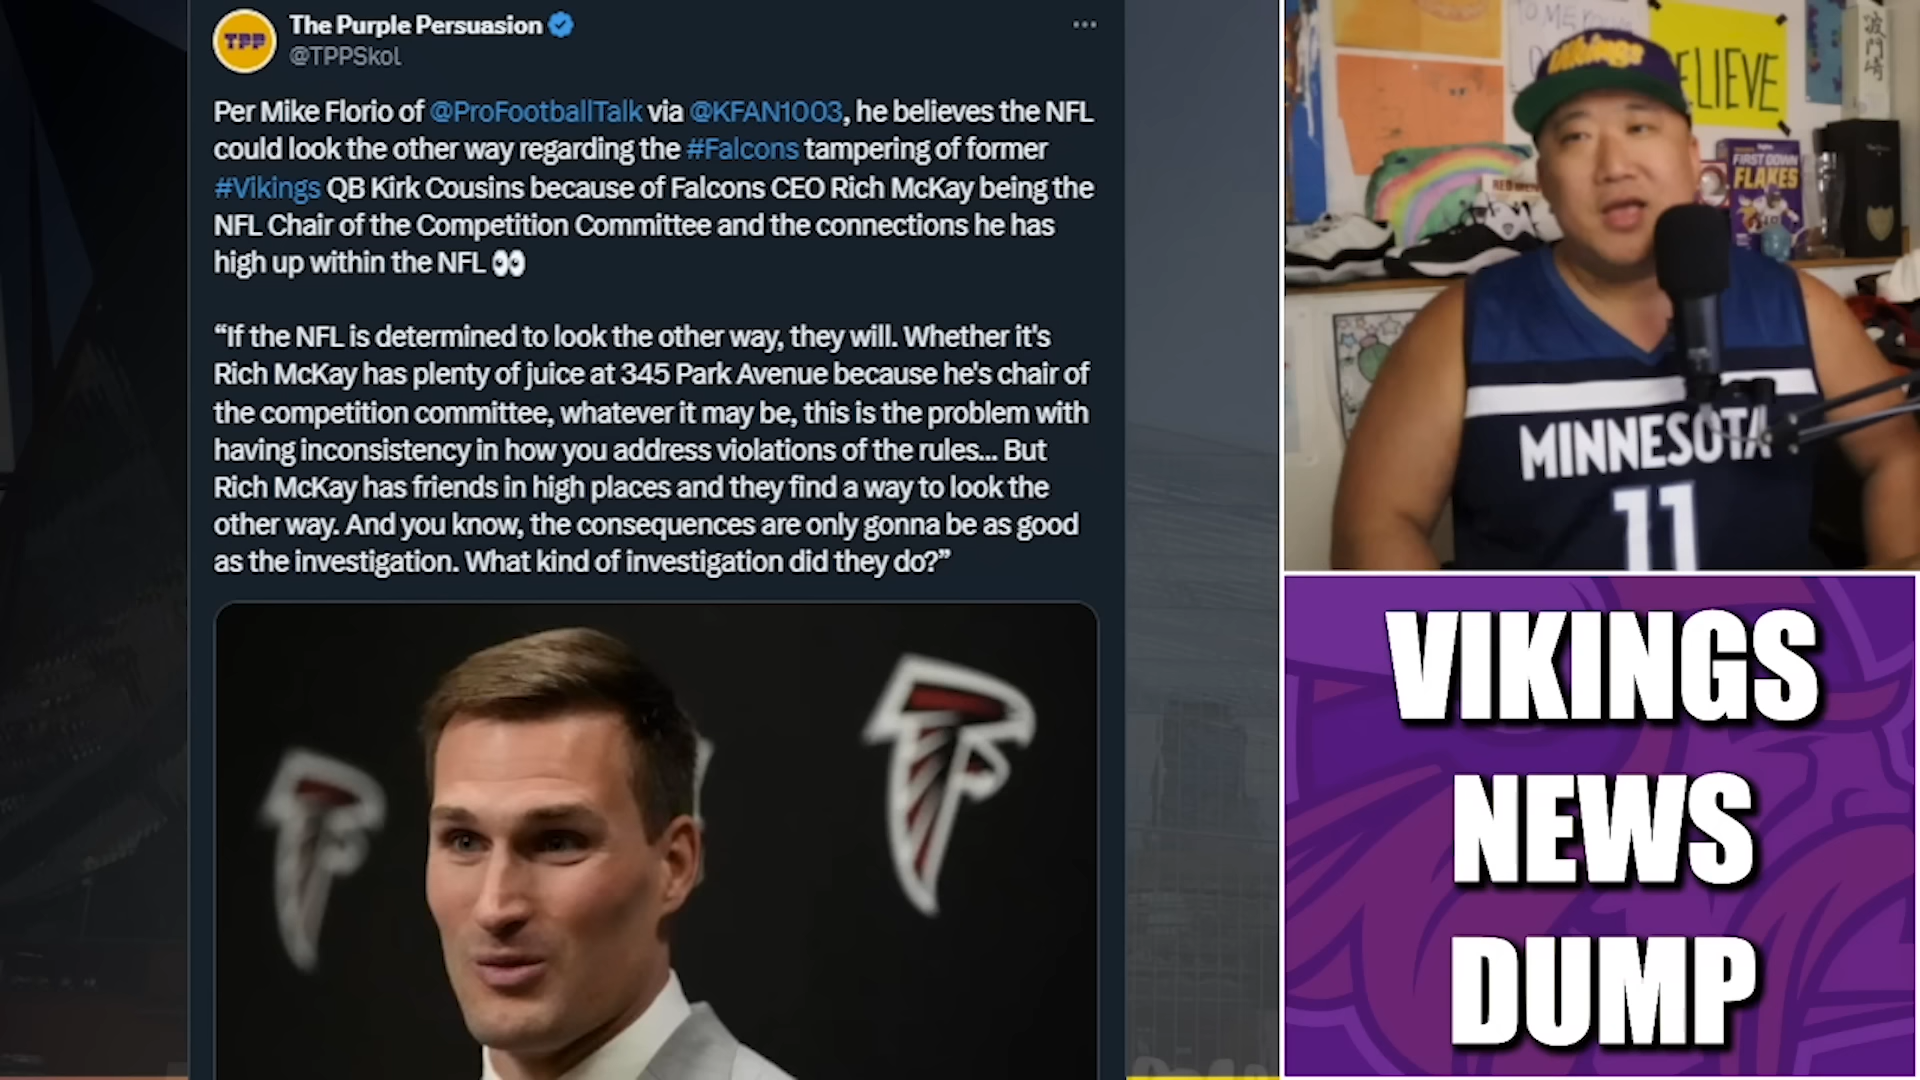 TPP
The Purple Persuasion
@TPPSkol
Per Mike Florio of @ProFootballTalk via @KFAN1003, he believes the NFL
could look the other way regarding the #Falcons tampering of former
#Vikings QB Kirk Cousins because of Falcons CEO Rich McKay being the
NFL Chair of the Competition Committee and the connections he has
high up within the NFL 👀
“If the NFL is determined to look the other way, they will. Whether it's
Rich McKay has plenty of juice at 345 Park Avenue because he's chair of
the competition committee, whatever it may be, this is the problem with
having inconsistency in how you address violations of the rules... But
Rich McKay has friends in high places and they find a way to look the
other way. And you know, the consequences are only gonna be as good
as the investigation. What kind of investigation did they do?”
TO ME
ELIEVE
Vikings
FIRST DOWN
FLAKES
MINNESOTA
11
VIKINGS
NEWS
DUMP